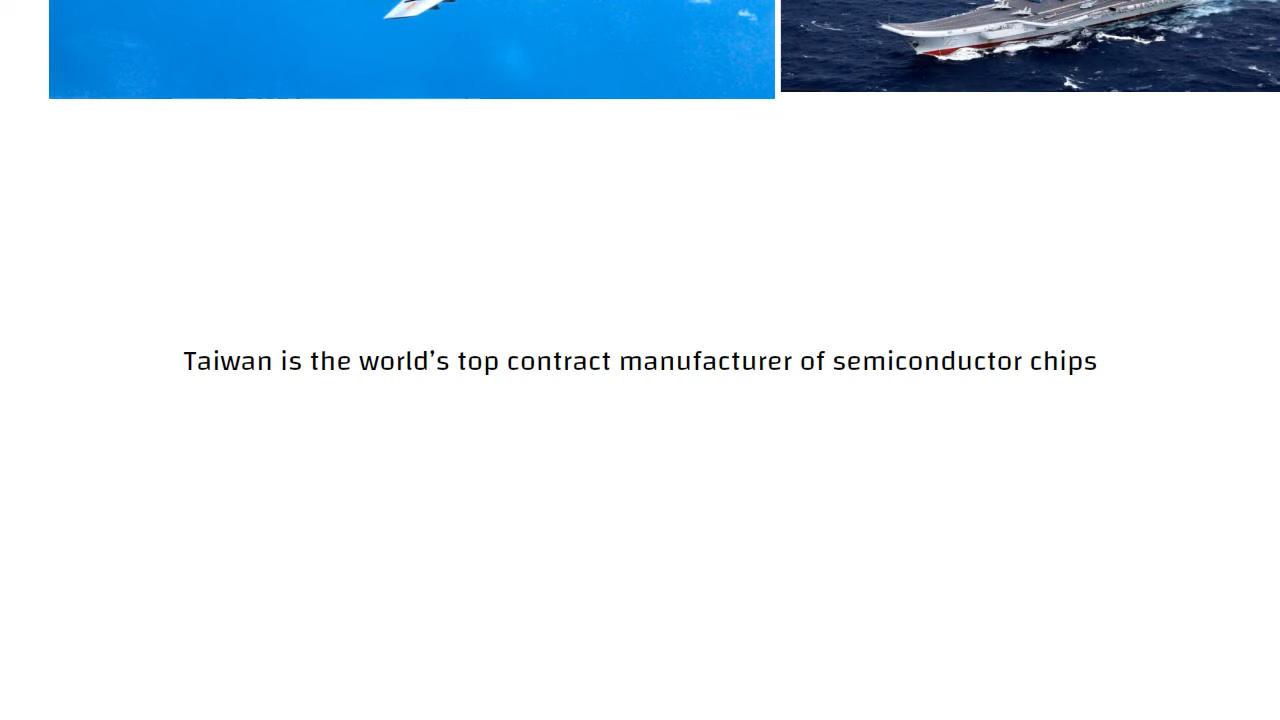 Taiwan is the world's top contract manufacturer of semiconductor chips